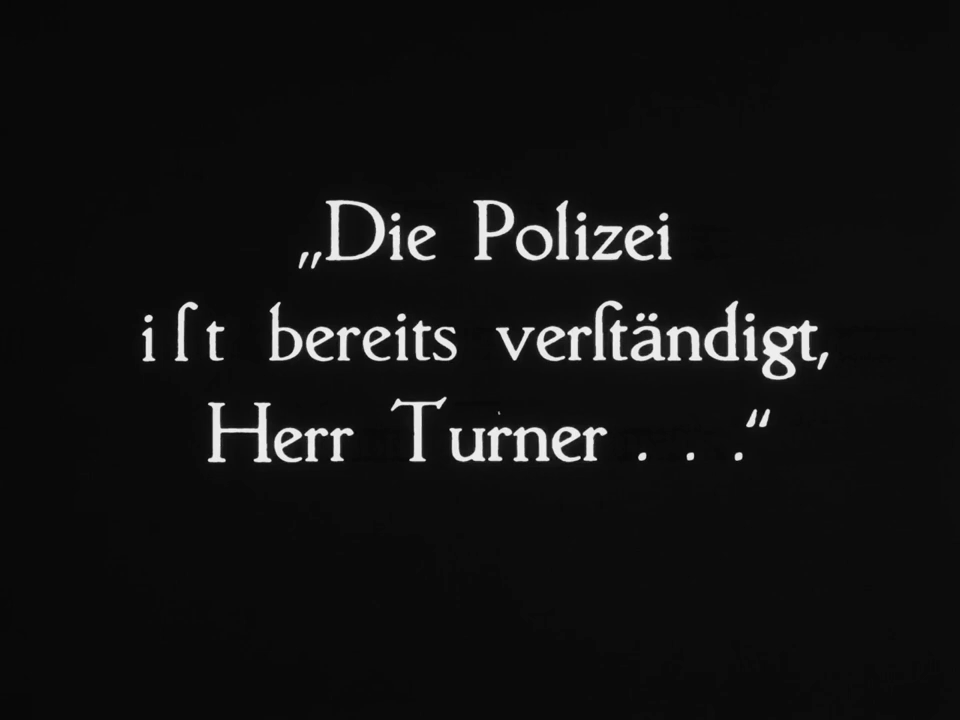 „Die Polizei
iſt bereits verſtändigt,
Herr Turner . . .“